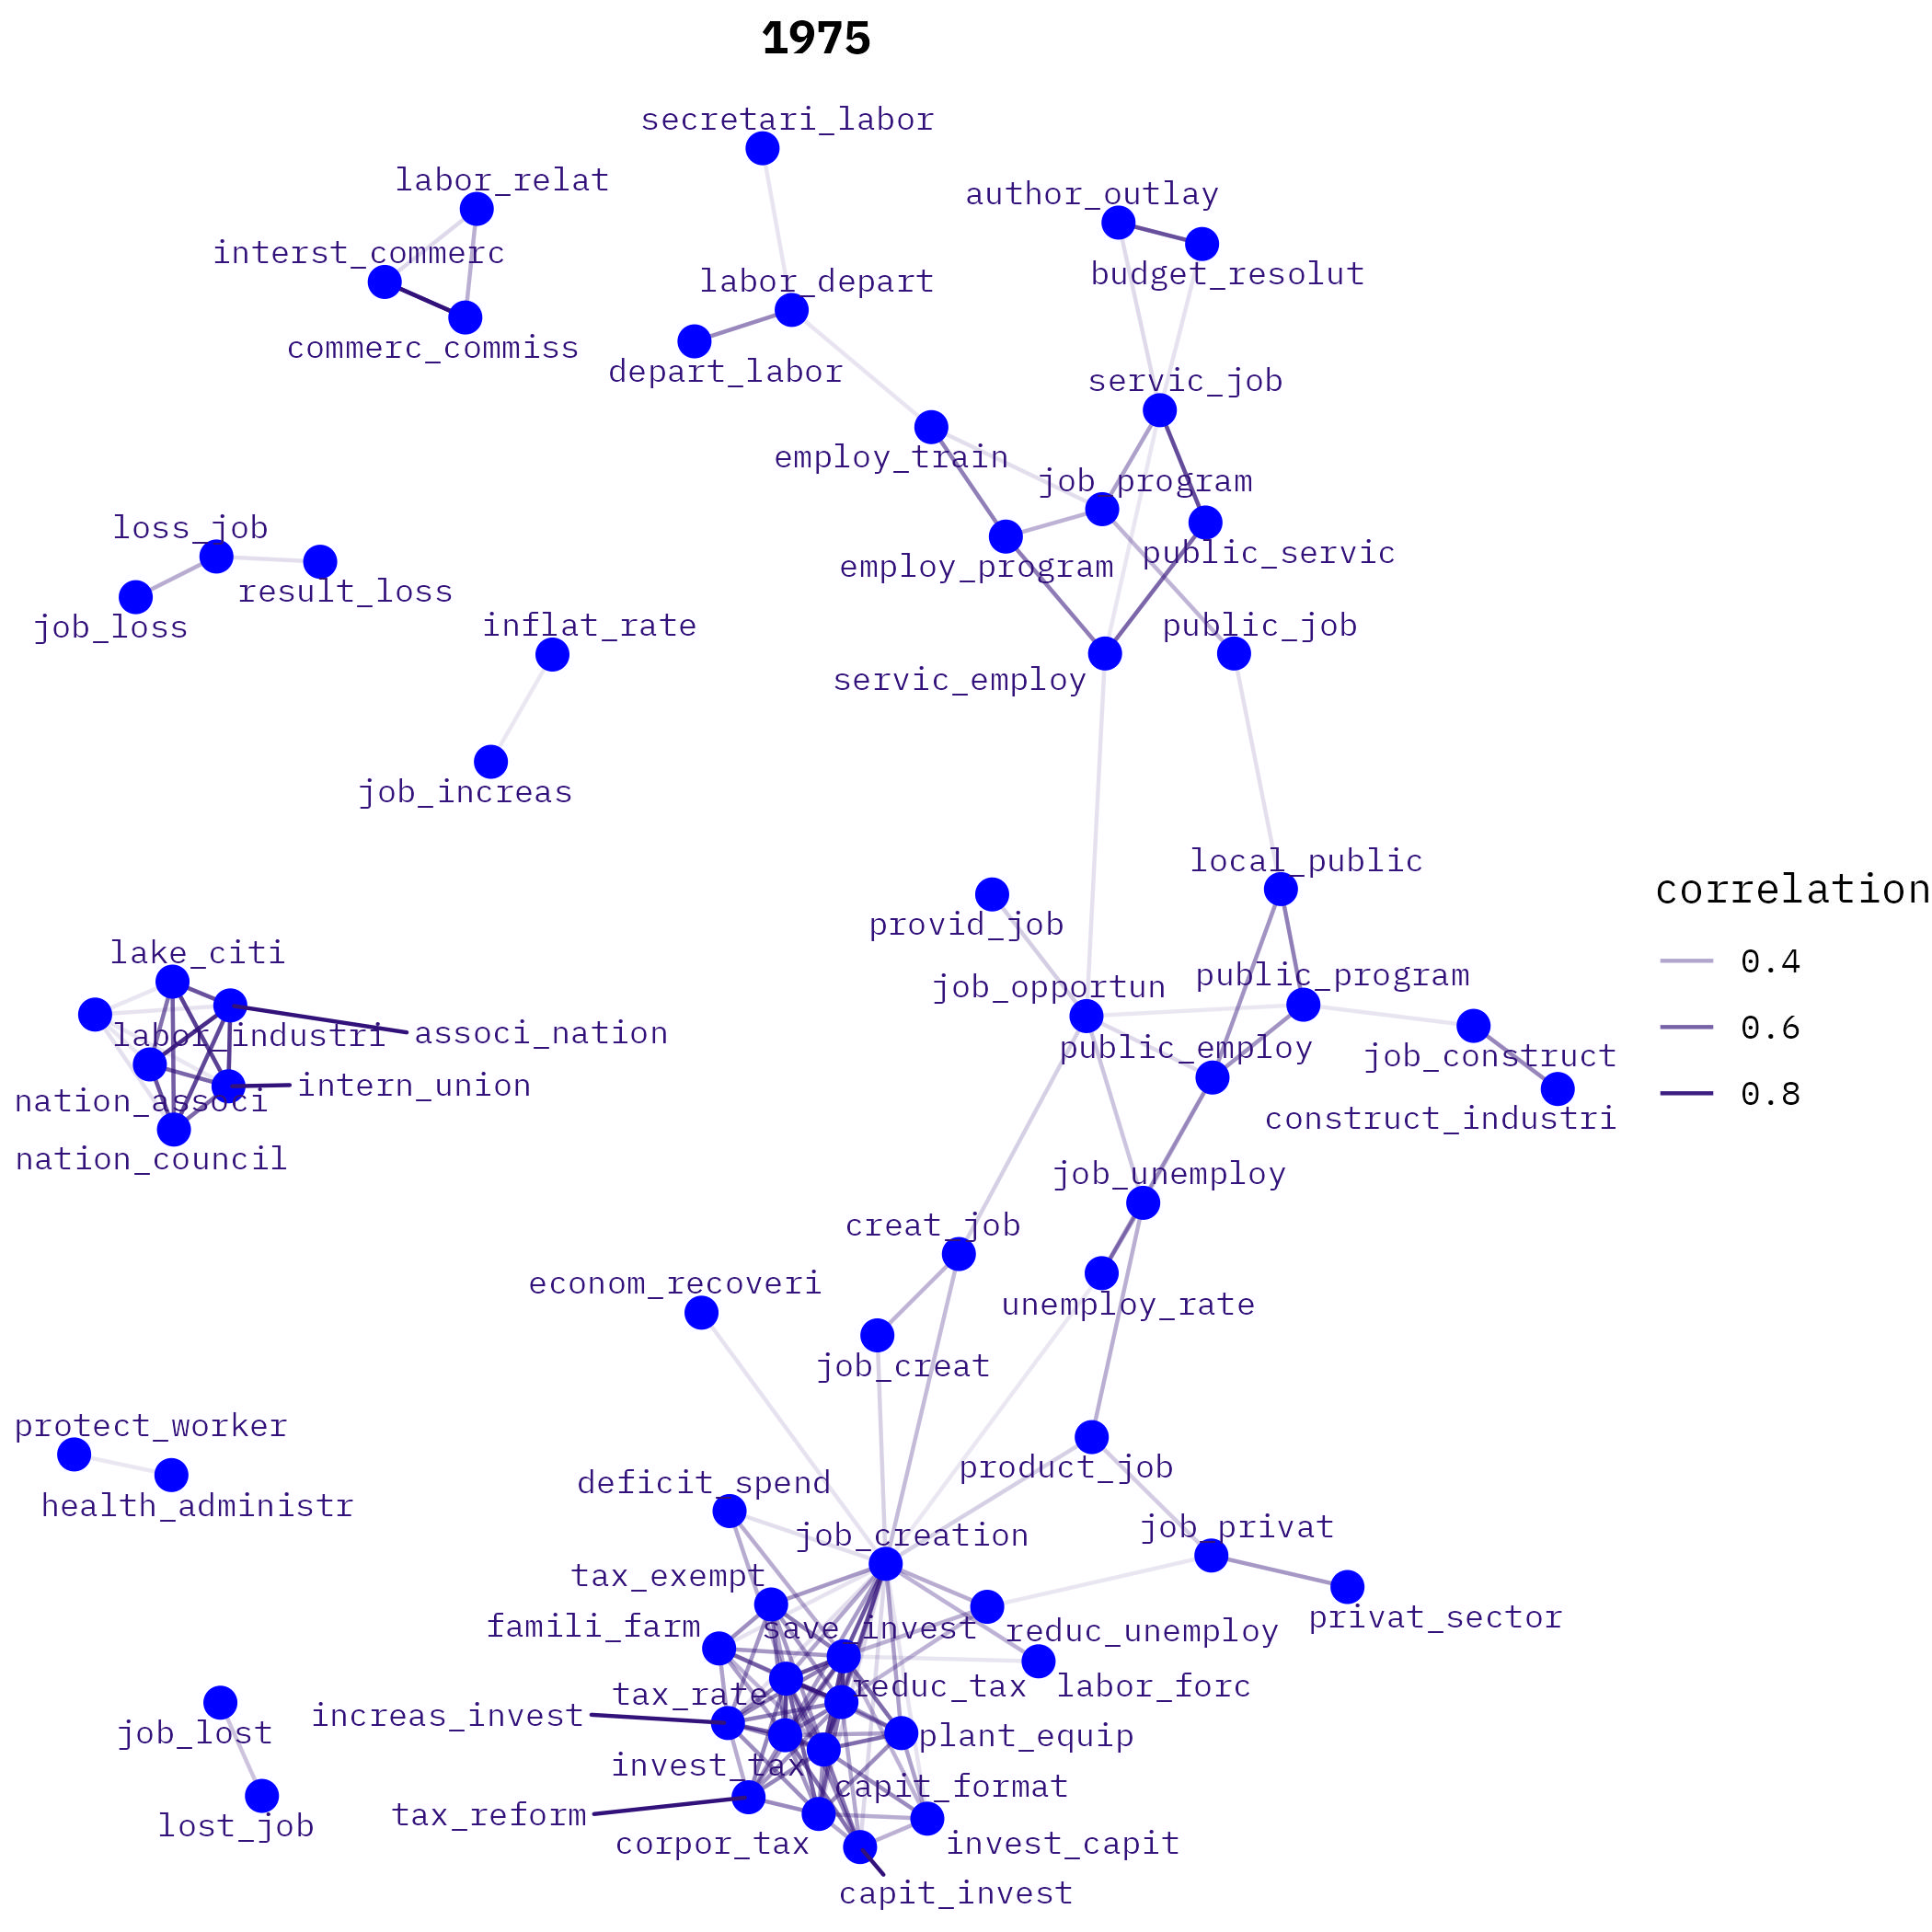 1975
secretari_labor
labor_relat
author_outlay
interst_commerc
budget_resolut
labor_depart
commerc_commiss
depart_labor
servic_job
employ_train
job_program
loss_job
public_servic
employ_program
result_loss
job_loss
inflat_rate
public_job
servic_employ
job_increas
local_public
correlation
provid_job
lake_citi
0.4
public_program
job_opportun
0.6
labor_industri
associ_nation
public_employ
job_construct
intern_union
0.8
nation_associ
construct_industri
nation_council
job_unemploy
creat_job
econom_recoveri
unemploy_rate
job_creat
protect_worker
product_job
deficit_spend
health_administr
job_privat
job_creation
tax_exempt
privat_sector
famili_farm
save_invest
reduc_unemploy
reduc_tax
labor_forc
tax_rate
increas_invest
job_lost
plant_equip
invest_tax
capit_format
tax_reform
lost_job
corpor_tax
invest_capit
capit_invest